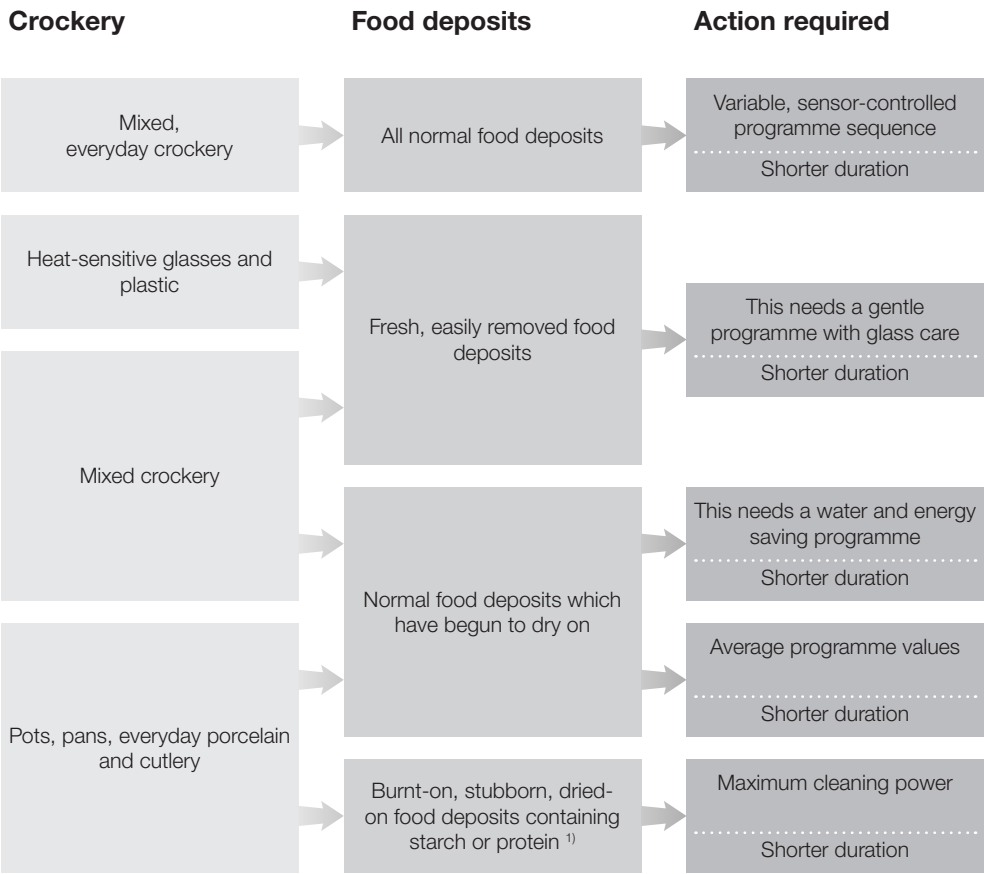 Crockery
Food deposits
Action required
Mixed,
everyday crockery
All normal food deposits
Variable, sensor-controlled
programme sequence
Shorter duration
Heat-sensitive glasses and
plastic
Fresh, easily removed food
deposits
This needs a gentle
programme with glass care
Shorter duration
Mixed crockery
Normal food deposits which
have begun to dry on
This needs a water and energy
saving programme
Shorter duration
Average programme values
Shorter duration
Pots, pans, everyday porcelain
and cutlery
Burnt-on, stubborn, dried-
on food deposits containing
starch or protein 1)
Maximum cleaning power
Shorter duration